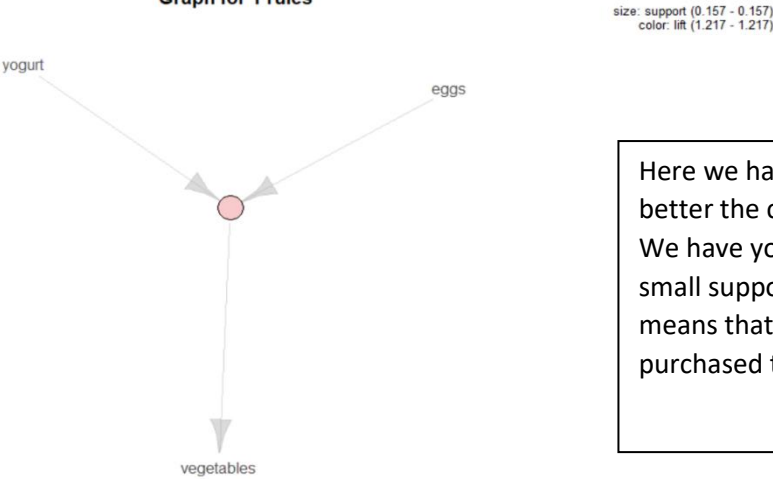 Graph for 1 rules
size: support (0.157 - 0.157)
color: lift (1.217 - 1.217)
yogurt
eggs
vegetables
Here we ha
better the
We have yo
small suppo
means that
purchased